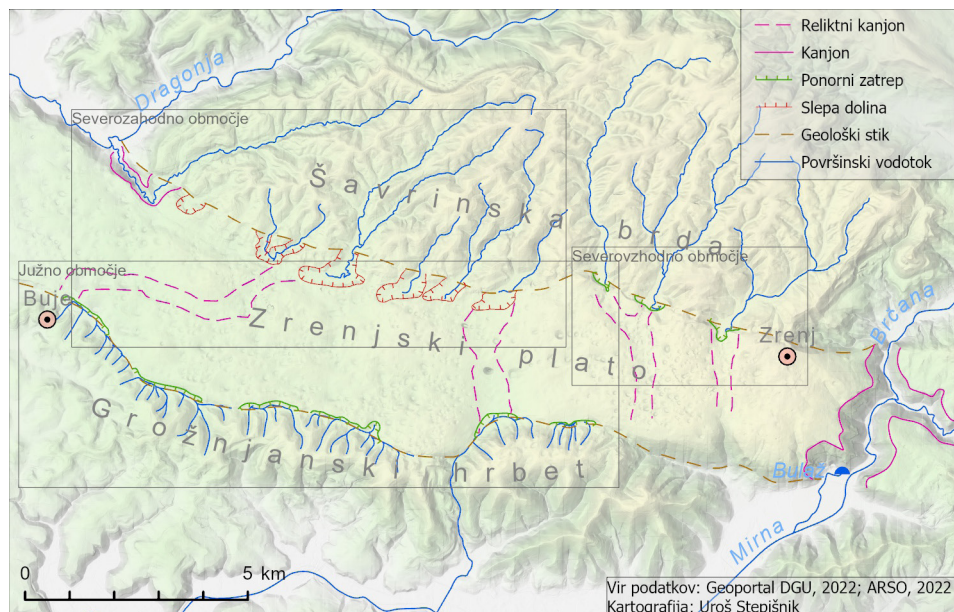 Reliktni kanjon
Kanjon
Ponorni zatrep
Slepa dolina
Geološki stik
Površinski vodotok
Dragonja
Severozahodno območje
Šavrinska brda
Severovzhodno območje
Južno območje
Buje
Zrenjski plato
Zrenj
Brčana
Grožnjanski hrbet
Bulaž
Mirna
0 5 km
Vir podatkov: Geoportal DGU, 2022; ARSO, 2022
Kartografija: Uroš Stepišnik